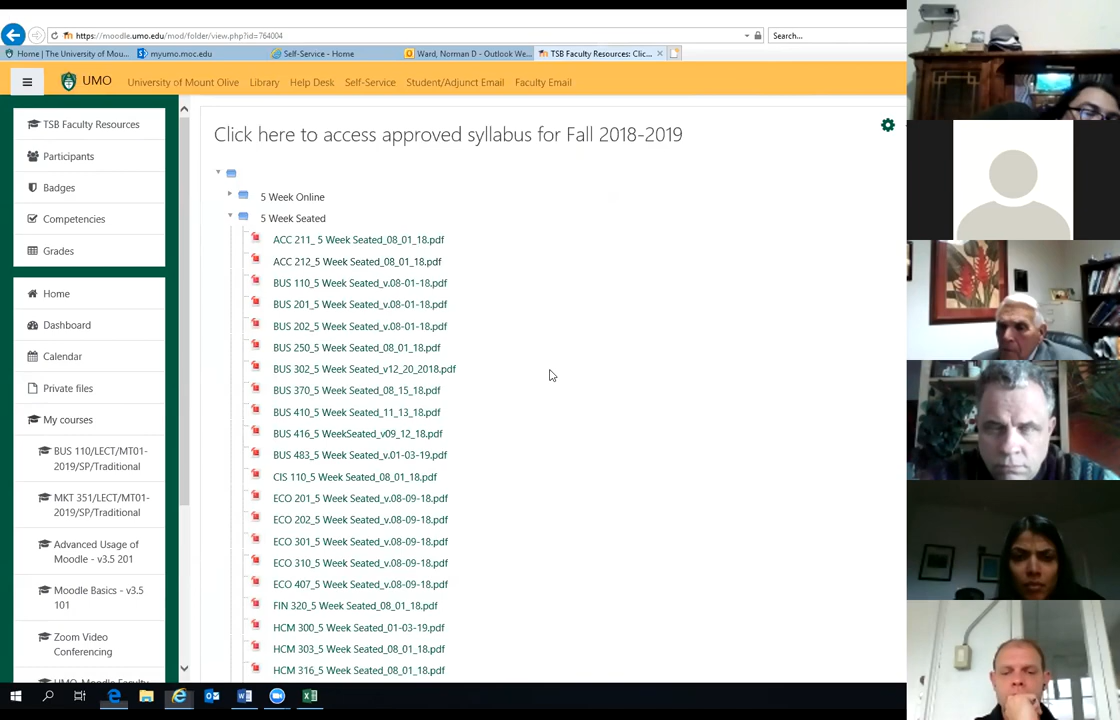 https://moodle.umo.edu/mod/folder/view.php?id=764004
Search...
Home | The University of Mou...
myumo.moc.edu
Self-Service - Home
Ward, Norman D - Outlook We...
TSB Faculty Resources: Clic...
UMO
University of Mount Olive
Library
Help Desk
Self-Service
Student/Adjunct Email
Faculty Email
TSB Faculty Resources
Participants
Badges
Competencies
Grades
Home
Dashboard
Calendar
Private files
My courses
BUS 110/LECT/MT01-
2019/SP/Traditional
MKT 351/LECT/MT01-
2019/SP/Traditional
Advanced Usage of
Moodle - v3.5 201
Moodle Basics - v3.5
101
Zoom Video
Conferencing
Click here to access approved syllabus for Fall 2018-2019
5 Week Online
5 Week Seated
ACC 211_ 5 Week Seated_08_01_18.pdf
ACC 212_5 Week Seated_08_01_18.pdf
BUS 110_5 Week Seated_v.08-01-18.pdf
BUS 201_5 Week Seated_v.08-01-18.pdf
BUS 202_5 Week Seated_v.08-01-18.pdf
BUS 250_5 Week Seated_08_01_18.pdf
BUS 302_5 Week Seated_v12_20_2018.pdf
BUS 370_5 Week Seated_08_15_18.pdf
BUS 410_5 Week Seated_11_13_18.pdf
BUS 416_5 WeekSeated_v09_12_18.pdf
BUS 483_5 Week Seated_v.01-03-19.pdf
CIS 110_5 Week Seated_08_01_18.pdf
ECO 201_5 Week Seated_v.08-09-18.pdf
ECO 202_5 Week Seated_v.08-09-18.pdf
ECO 301_5 Week Seated_v.08-09-18.pdf
ECO 310_5 Week Seated_v.08-09-18.pdf
ECO 407_5 Week Seated_v.08-09-18.pdf
FIN 320_5 Week Seated_08_01_18.pdf
HCM 300_5 Week Seated_01-03-19.pdf
HCM 303_5 Week Seated_08_01_18.pdf
HCM 316_5 Week Seated_08_01_18.pdf